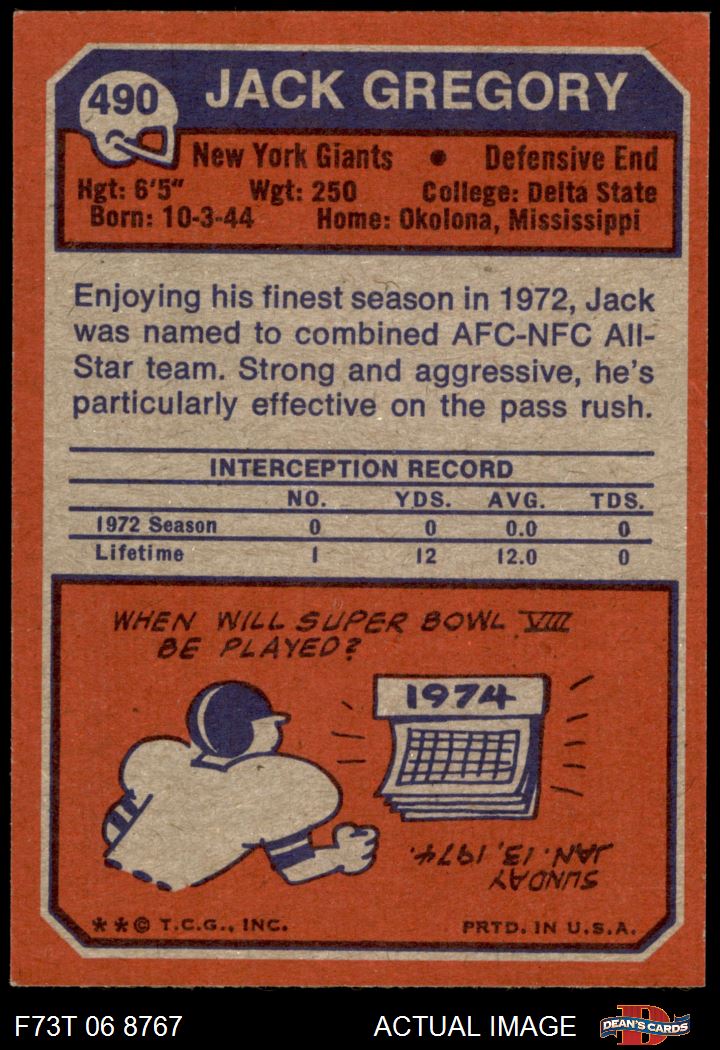 490
JACK GREGORY
New York Giants • Defensive End
Hgt: 6'5" Wgt: 250 College: Delta State
Born: 10-3-44 Home: Okolona, Mississippi
Enjoying his finest season in 1972, Jack
was named to combined AFC-NFC All-
Star team. Strong and aggressive, he's
particularly effective on the pass rush.
INTERCEPTION RECORD
NO. YDS. AVG. TDS.
1972 Season 0 0 0.0 0
Lifetime 1 12 12.0 0
WHEN WILL SUPER BOWL VIII
BE PLAYED?
1974
SUNDAY
JAN. 13, 1974.
**© T.C.G., INC. PRTD. IN U.S.A.
F73T 06 8767 ACTUAL IMAGE
D
DEAN'S CARDS